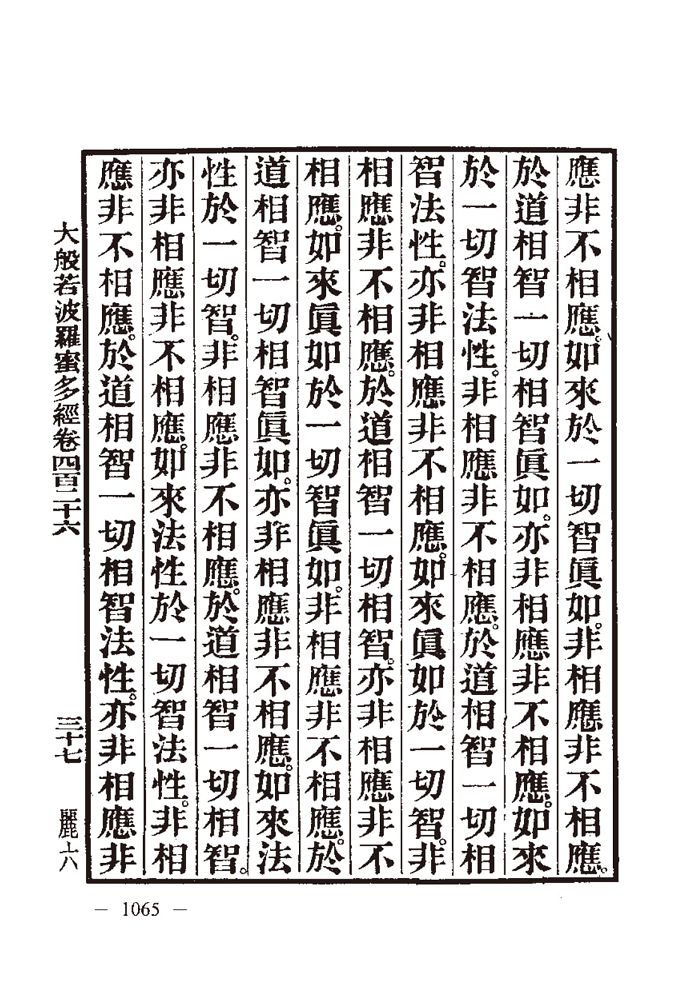 應非不相應。如來於一切智眞如。非相應非不相應。
於道相智一切相智眞如。亦非相應非不相應。如來
於一切智法性。非相應非不相應。於道相智一切相
智法性。亦非相應非不相應。如來眞如於一切智。非
相應非不相應。於道相智一切相智。亦非相應非不
相應。如來眞如於一切智眞如。非相應非不相應。於
道相智一切相智眞如。亦非相應非不相應。如來法
性於一切智。非相應非不相應。於道相智一切相智。
亦非相應非不相應。如來法性於一切智法性。非相
應非不相應。於道相智一切相智法性。亦非相應非
大般若波羅蜜多經卷四百二十六
三十七
麗六
— 1065 —